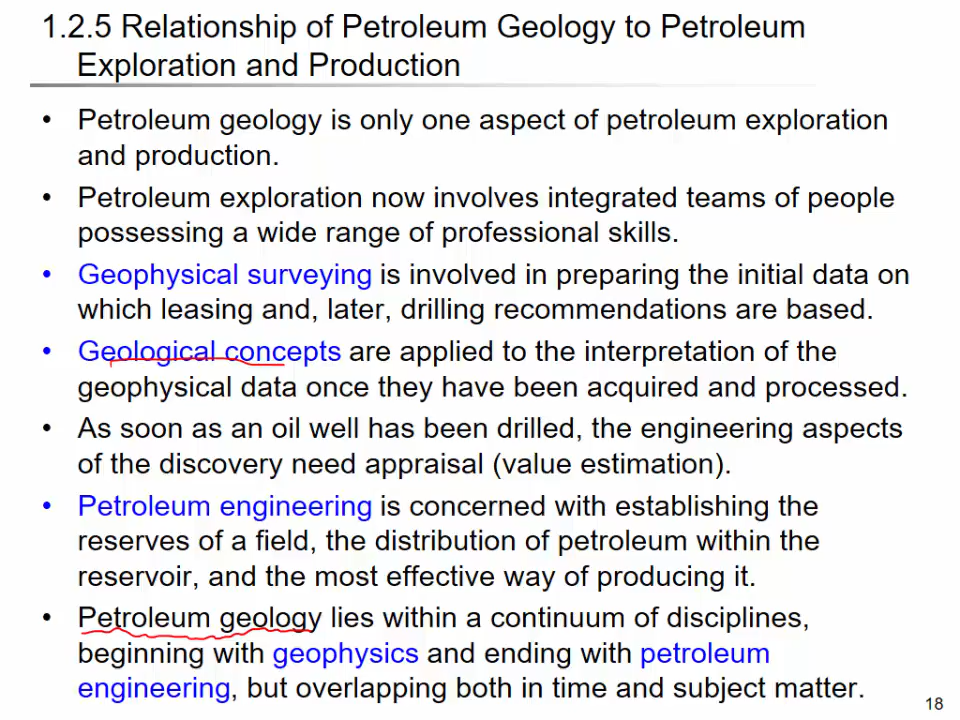 1.2.5 Relationship of Petroleum Geology to Petroleum
Exploration and Production
• Petroleum geology is only one aspect of petroleum exploration
and production.
• Petroleum exploration now involves integrated teams of people
possessing a wide range of professional skills.
• Geophysical surveying is involved in preparing the initial data on
which leasing and, later, drilling recommendations are based.
• Geological concepts are applied to the interpretation of the
geophysical data once they have been acquired and processed.
• As soon as an oil well has been drilled, the engineering aspects
of the discovery need appraisal (value estimation).
• Petroleum engineering is concerned with establishing the
reserves of a field, the distribution of petroleum within the
reservoir, and the most effective way of producing it.
• Petroleum geology lies within a continuum of disciplines,
beginning with geophysics and ending with petroleum
engineering, but overlapping both in time and subject matter.
18